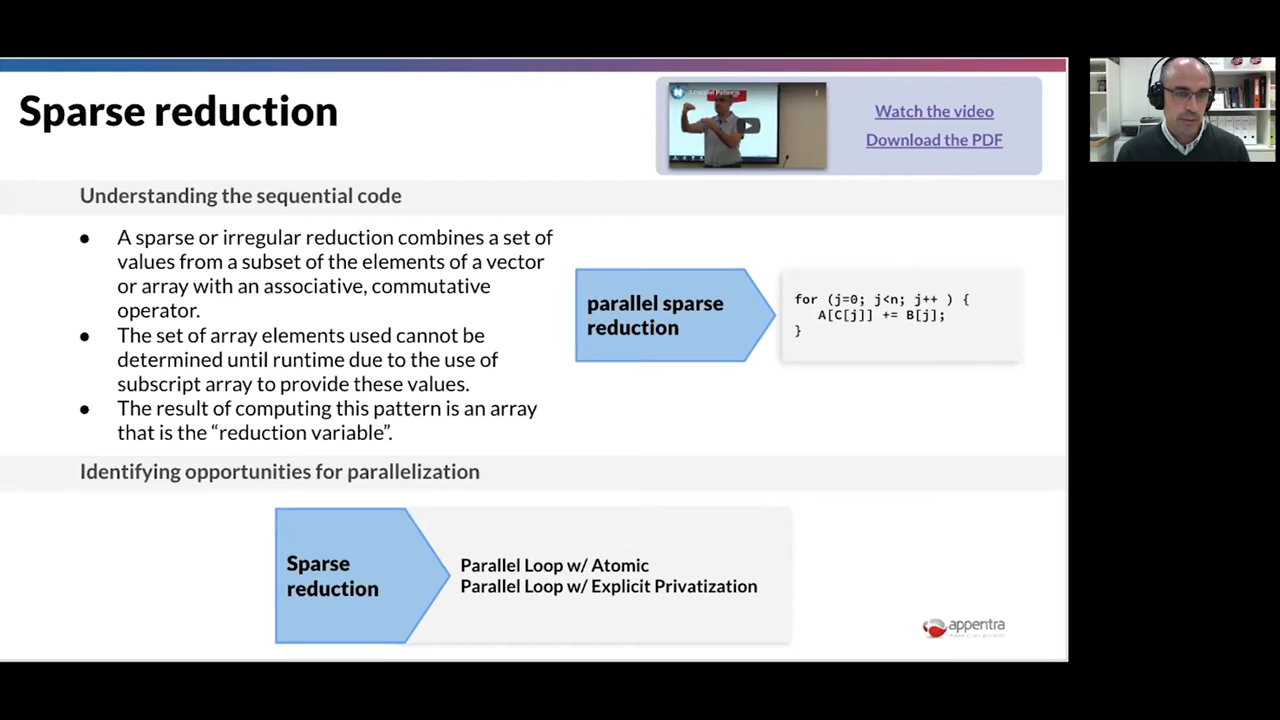 Sparse reduction
Parallel Patterns
Watch the video
Download the PDF
Understanding the sequential code
● A sparse or irregular reduction combines a set of
values from a subset of the elements of a vector
or array with an associative, commutative
operator.
● The set of array elements used cannot be
determined until runtime due to the use of
subscript array to provide these values.
● The result of computing this pattern is an array
that is the “reduction variable”.
parallel sparse
reduction
for (j=0; j<n; j++ ) {
A[C[j]] += B[j];
}
Identifying opportunities for parallelization
Sparse
reduction
Parallel Loop w/ Atomic
Parallel Loop w/ Explicit Privatization
appentra